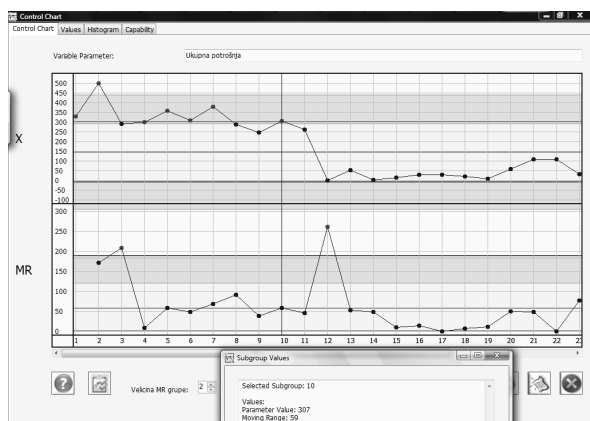 Control Chart
Control Chart Values Histogram Capability
Variable Parameter: Ukupna potrošnja
500
450
400
350
300
250
200
150
100
50
0
-50
-100
X
300
250
200
150
100
50
0
MR
1 2 3 4 5 6 7 8 9 10 11 12 13 14 15 16 17 18 19 20 21 22 23
Subgroup Values
Velicina MR grupe: 2
Selected Subgroup: 10
Values:
Parameter Value: 307
Moving Range: 59